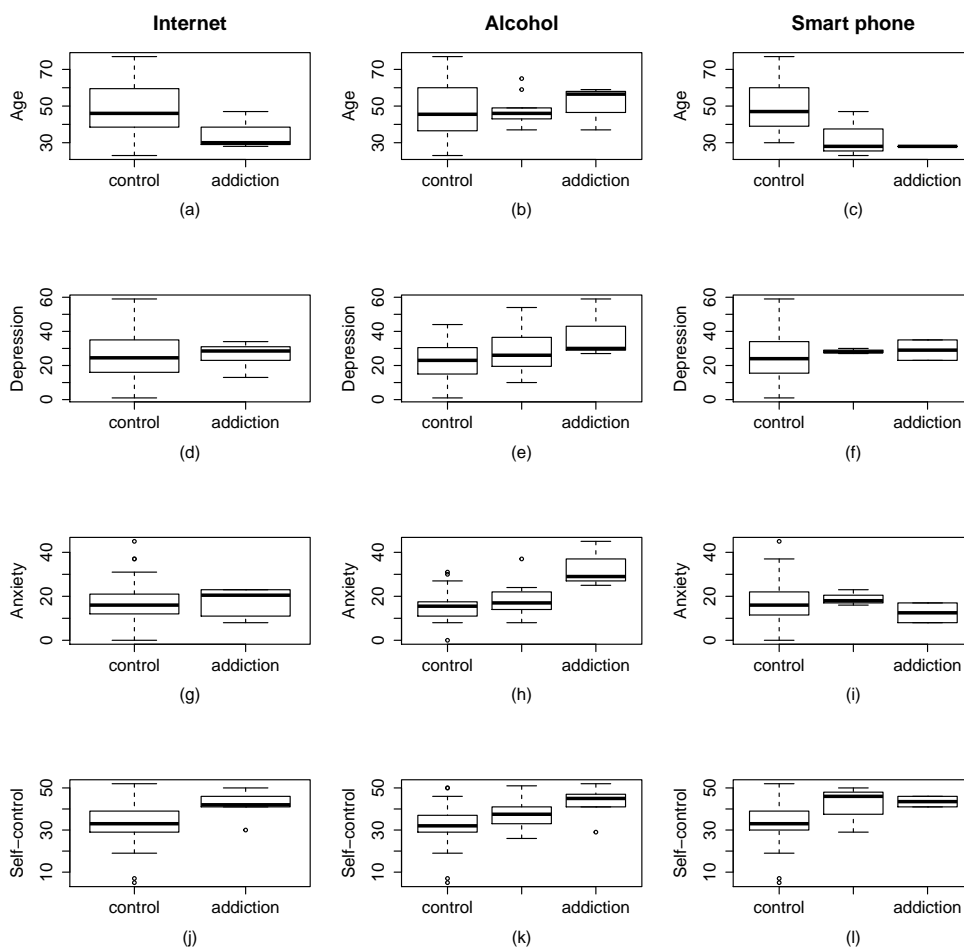 Internet Alcohol Smart phone
Age 30 50 70 Age 30 50 70 Age 30 50 70
control addiction control addiction control addiction
(a) (b) (c)
Depression 0 20 40 60 Depression 0 20 40 60 Depression 0 20 40 60
control addiction control addiction control addiction
(d) (e) (f)
Anxiety 0 20 40 Anxiety 0 20 40 Anxiety 0 20 40
control addiction control addiction control addiction
(g) (h) (i)
Self−control 10 30 50 Self−control 10 30 50 Self−control 10 30 50
control addiction control addiction control addiction
(j) (k) (l)